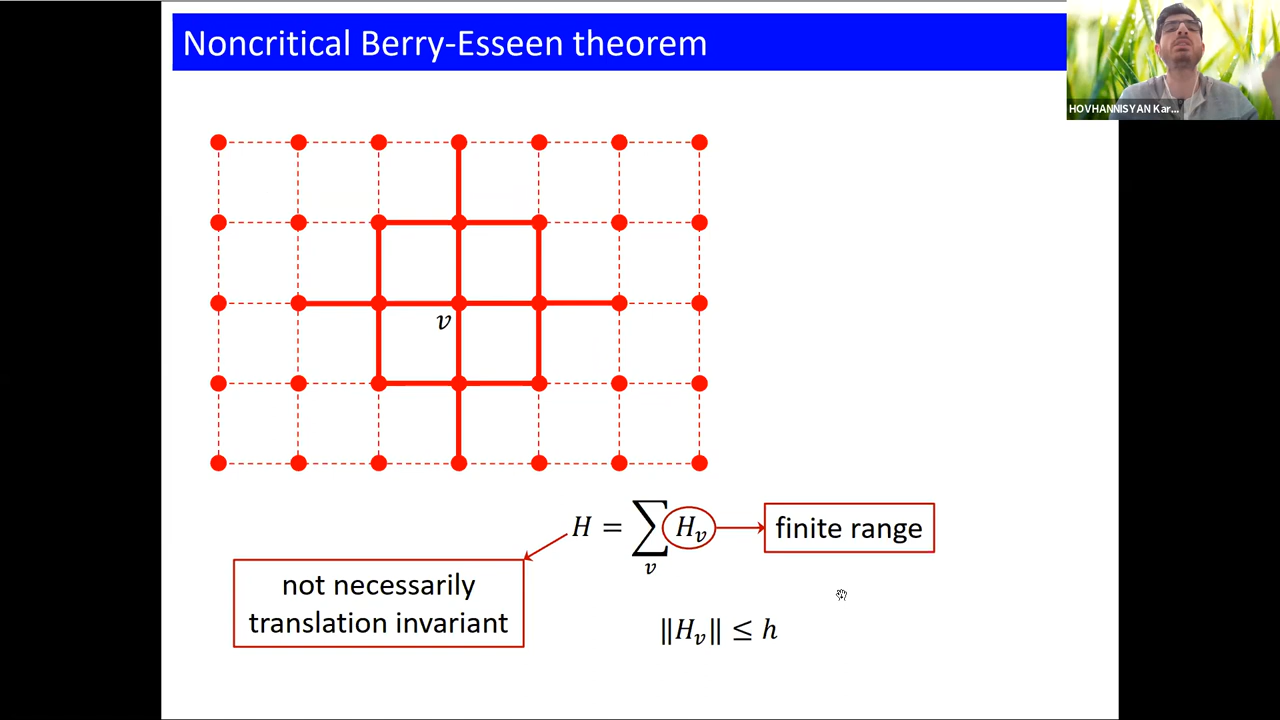 Noncritical Berry-Esseen theorem
HOVHANNISYAN Kar...
v
H = ∑ H_v
v
finite range
not necessarily
translation invariant
‖H_v‖ ≤ h